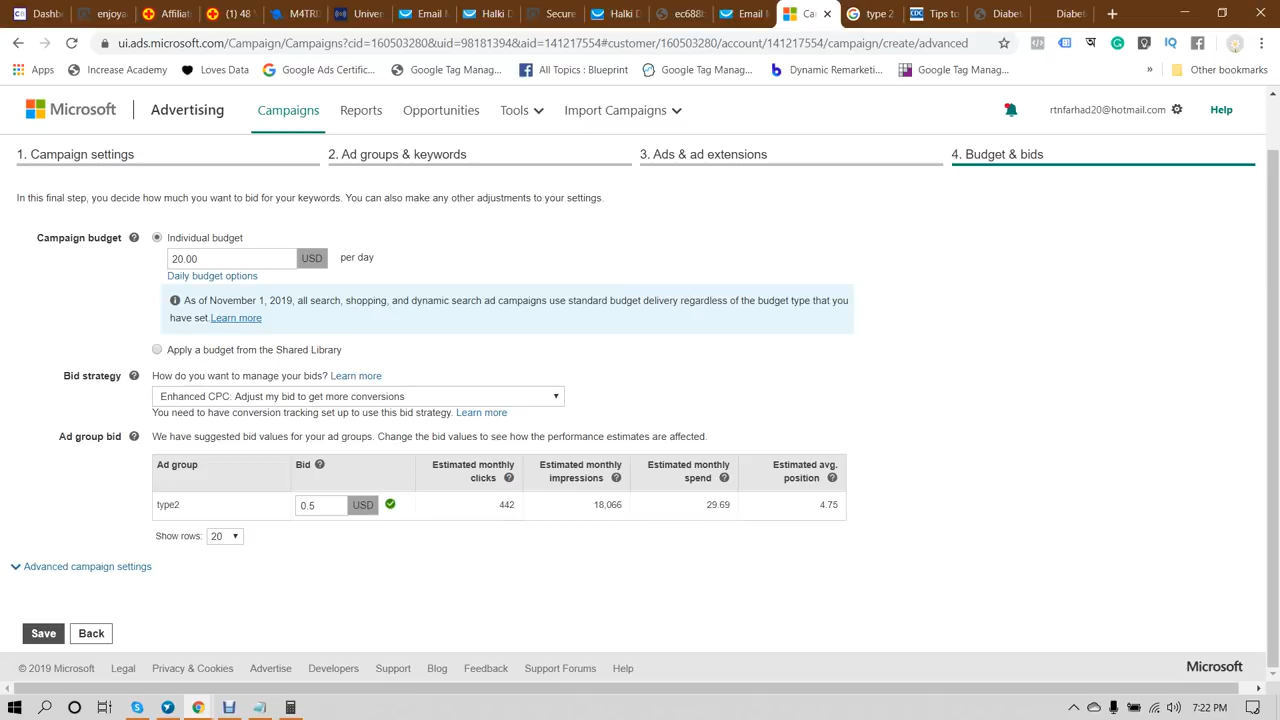 Dashbo
enjoy
Affiliat
(1) 48
M4TRD
Univer
Email M
Halki D
Secure
Halki D
ec688b
Email I
Can
type 2
Tips to
Diabet
Diabet
ui.ads.microsoft.com/Campaign/Campaigns?cid=160503280&uid=98181394&aid=141217554#customer/160503280/account/141217554/campaign/create/advanced
Apps
Increase Academy
Loves Data
Google Ads Certific...
Google Tag Manag...
All Topics : Blueprint
Google Tag Manag...
Dynamic Remarketi...
Google Tag Manag...
»
Other bookmarks
Microsoft
Advertising
Campaigns
Reports
Opportunities
Tools
Import Campaigns
rtnfarhad20@hotmail.com
Help
1. Campaign settings
2. Ad groups & keywords
3. Ads & ad extensions
4. Budget & bids
In this final step, you decide how much you want to bid for your keywords. You can also make any other adjustments to your settings.
Campaign budget
Individual budget
20.00
USD
per day
Daily budget options
As of November 1, 2019, all search, shopping, and dynamic search ad campaigns use standard budget delivery regardless of the budget type that you
have set.Learn more
Apply a budget from the Shared Library
Bid strategy
How do you want to manage your bids? Learn more
Enhanced CPC: Adjust my bid to get more conversions
You need to have conversion tracking set up to use this bid strategy. Learn more
Ad group bid
We have suggested bid values for your ad groups. Change the bid values to see how the performance estimates are affected.
Ad group
Bid
Estimated monthly
clicks
Estimated monthly
impressions
Estimated monthly
spend
Estimated avg.
position
type2
0.5
USD
442
18,066
29.69
4.75
Show rows:
20
Advanced campaign settings
Save
Back
© 2019 Microsoft
Legal
Privacy & Cookies
Advertise
Developers
Support
Blog
Feedback
Support Forums
Help
Microsoft
7:22 PM